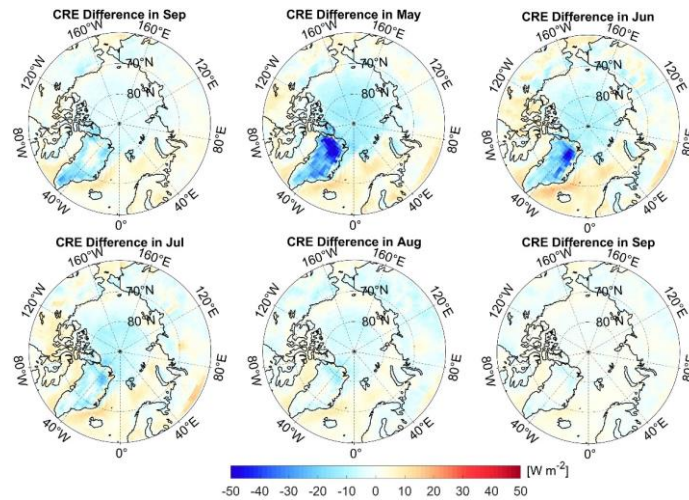 CRE Difference in Sep
160°W
160°E
120°W
120°E
70°N
80°N
80°W
80°E
40°W
40°E
0°
CRE Difference in May
160°W
160°E
120°W
120°E
70°N
80°N
80°W
80°E
40°W
40°E
0°
CRE Difference in Jun
160°W
160°E
120°W
120°E
70°N
80°N
80°W
80°E
40°W
40°E
0°
CRE Difference in Jul
160°W
160°E
120°W
120°E
70°N
80°N
80°W
80°E
40°W
40°E
0°
CRE Difference in Aug
160°W
160°E
120°W
120°E
70°N
80°N
80°W
80°E
40°W
40°E
0°
CRE Difference in Sep
160°W
160°E
120°W
120°E
70°N
80°N
80°W
80°E
40°W
40°E
0°
[W m⁻²]
-50 -40 -30 -20 -10 0 10 20 30 40 50